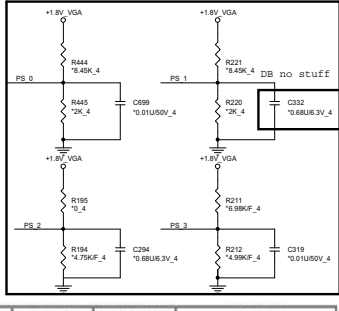 +1.8V_VGA
+1.8V_VGA
R444
*8.45K_4
R221
*8.45K_4
DB no stuff
PS_0
PS_1
R445
*2K_4
C699
*0.01U/50V_4
R220
*2K_4
C332
*0.68U/6.3V_4
+1.8V_VGA
+1.8V_VGA
R195
*0_4
R211
*6.98K/F_4
PS_2
PS_3
R194
*4.75K/F_4
C294
*0.68U/6.3V_4
R212
*4.99K/F_4
C319
*0.01U/50V_4